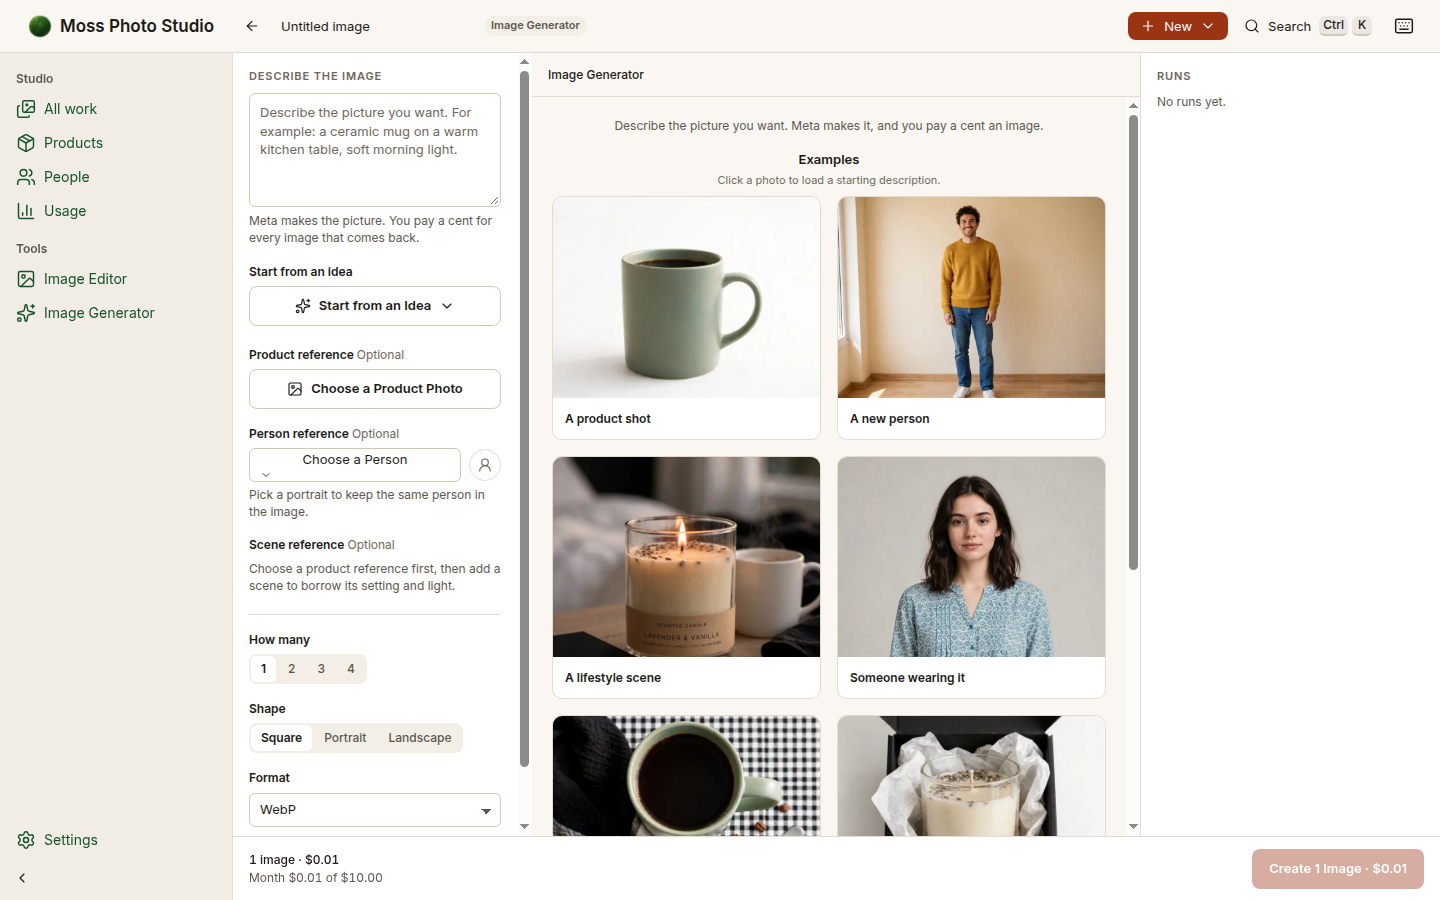 Moss Photo Studio
Untitled image
Image Generator
New
Search
Ctrl
K
Studio
All work
Products
People
Usage
Tools
Image Editor
Image Generator
Settings
DESCRIBE THE IMAGE
Describe the picture you want. For
example: a ceramic mug on a warm
kitchen table, soft morning light.
Meta makes the picture. You pay a cent for
every image that comes back.
Start from an idea
Start from an Idea
Product reference Optional
Choose a Product Photo
Person reference Optional
Choose a Person
Pick a portrait to keep the same person in
the image.
Scene reference Optional
Choose a product reference first, then add a
scene to borrow its setting and light.
How many
1 2 3 4
Shape
Square Portrait Landscape
Format
WebP
Image Generator
Describe the picture you want. Meta makes it, and you pay a cent an image.
Examples
Click a photo to load a starting description.
A product shot
A new person
SCENTED CANDLE
LAVENDER & VANILLA
A lifestyle scene
Someone wearing it
RUNS
No runs yet.
1 image · $0.01
Month $0.01 of $10.00
Create 1 Image · $0.01